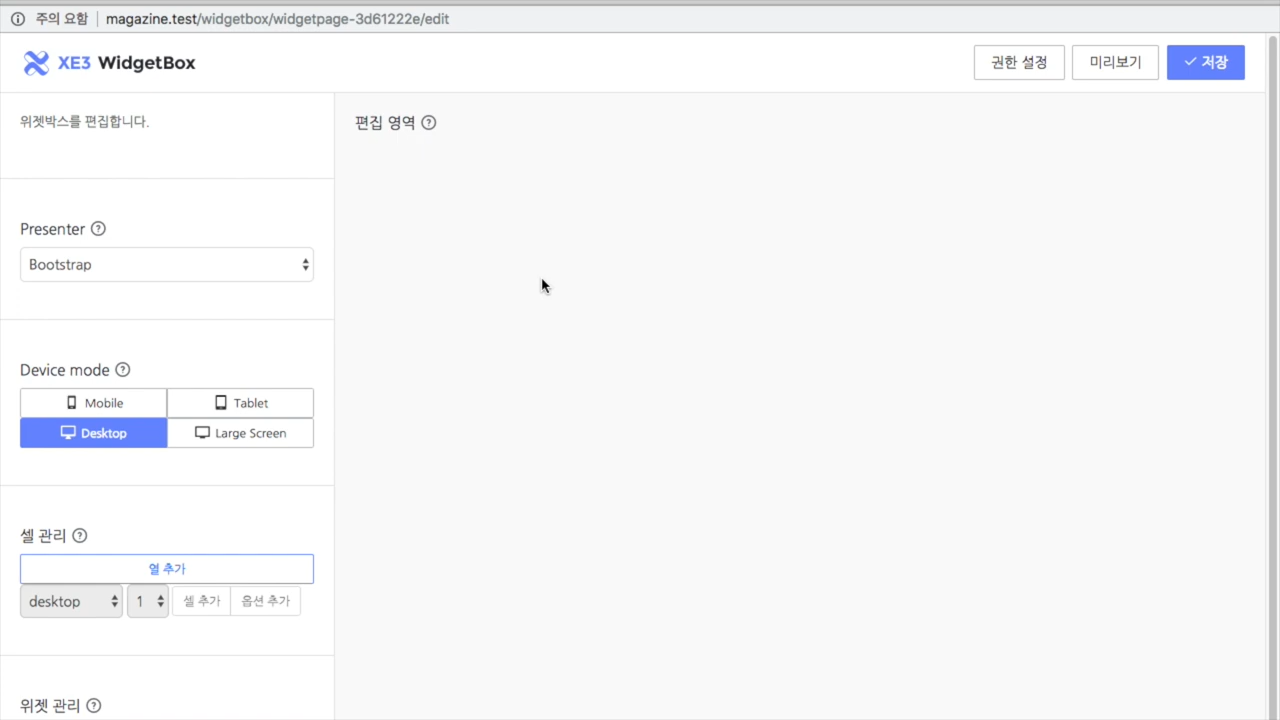 주의 요함 magazine.test/widgetbox/widgetpage-3d61222e/edit
XE3 WidgetBox
권한 설정 미리보기 저장
위젯박스를 편집합니다.
편집 영역
Presenter
Bootstrap
Device mode
Mobile Tablet
Desktop Large Screen
셀 관리
열 추가
desktop 1 셀 추가 옵션 추가
위젯 관리